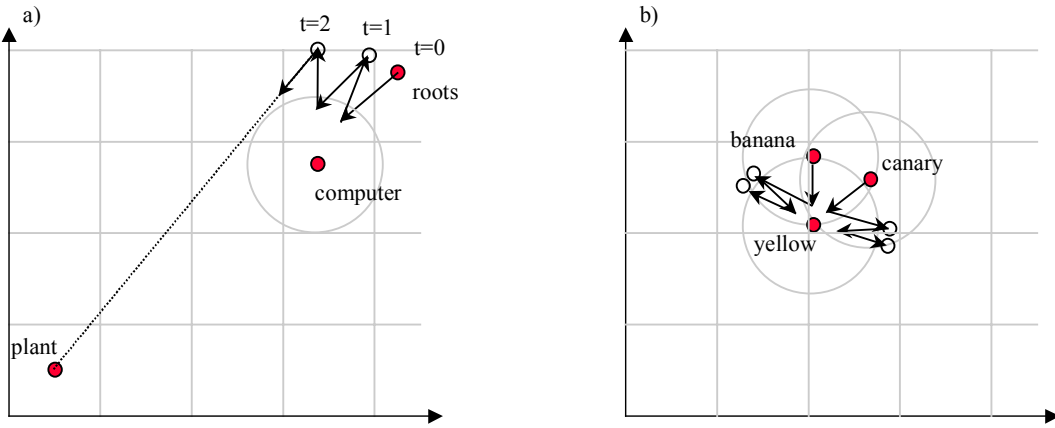 a)
t=2
t=1
t=0
roots
computer
plant
b)
banana
canary
yellow